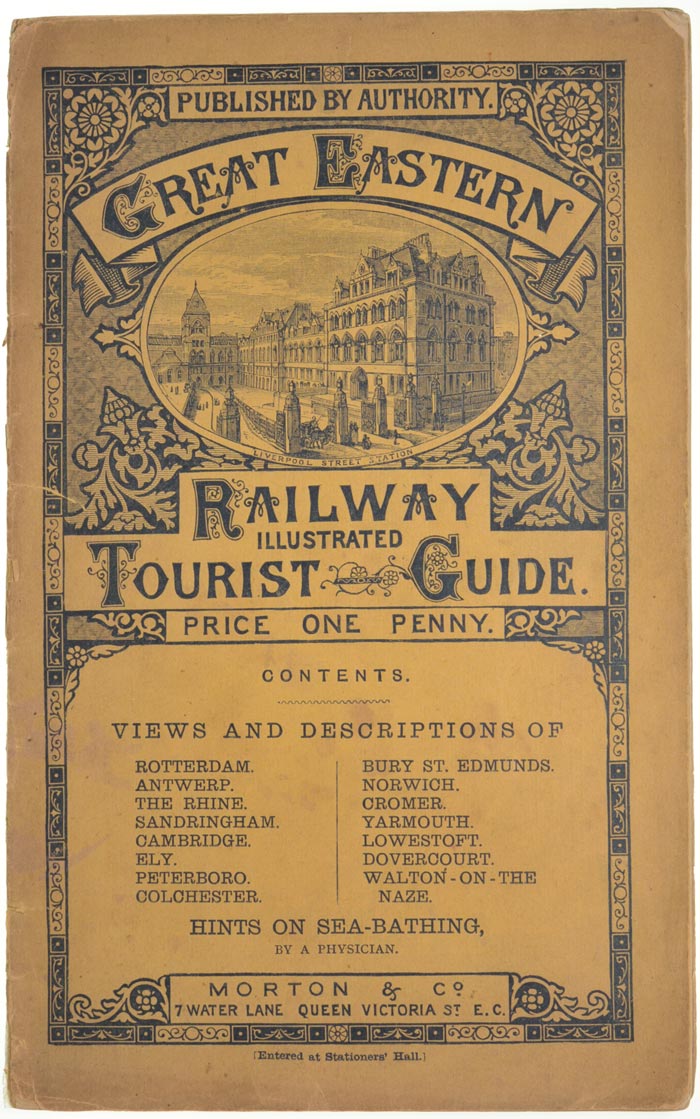 PUBLISHED BY AUTHORITY.
GREAT EASTERN
LIVERPOOL STREET STATION
RAILWAY
ILLUSTRATED
TOURIST GUIDE.
PRICE ONE PENNY.
CONTENTS.
VIEWS AND DESCRIPTIONS OF
ROTTERDAM.
ANTWERP.
THE RHINE.
SANDRINGHAM.
CAMBRIDGE.
ELY.
PETERBORO.
COLCHESTER.
BURY ST. EDMUNDS.
NORWICH.
CROMER.
YARMOUTH.
LOWESTOFT.
DOVERCOURT.
WALTON-ON-THE
NAZE.
HINTS ON SEA-BATHING,
BY A PHYSICIAN.
MORTON & Co
7 WATER LANE QUEEN VICTORIA ST E.C.
[Entered at Stationers' Hall.]